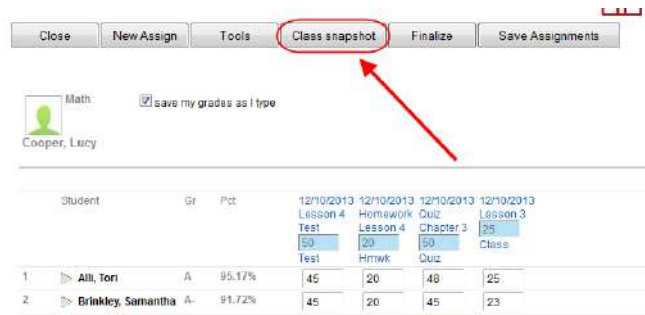 Close New Assign Tools Class snapshot Finalize Save Assignments
Math save my grades as I type
Cooper, Lucy
Student Gr Pct 12/10/2013 12/10/2013 12/10/2013 12/10/2013
Lesson 4 Homework Quiz Lesson 3
Test Lesson 4 Chapter 3 25
50 20 50 Class
Test Hmwk Quiz
1 Alli, Tori A 95.17% 45 20 48 25
2 Brinkley, Samantha A- 91.72% 45 20 45 23